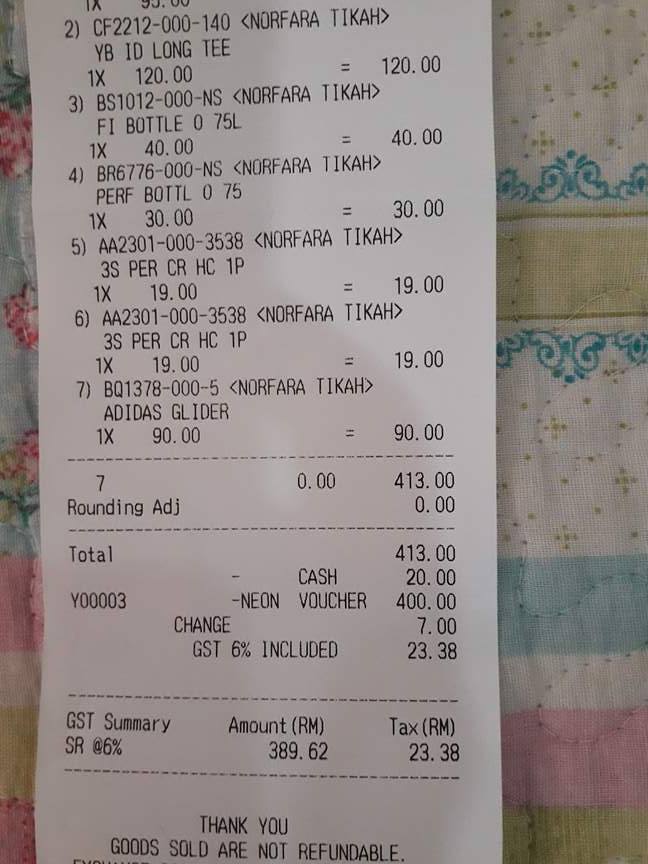 1X 95.00
2) CF2212-000-140 <NORFARA TIKAH>
YB ID LONG TEE
1X 120.00 = 120.00
3) BS1012-000-NS <NORFARA TIKAH>
FI BOTTLE 0 75L
1X 40.00 = 40.00
4) BR6776-000-NS <NORFARA TIKAH>
PERF BOTTL 0 75
1X 30.00 = 30.00
5) AA2301-000-3538 <NORFARA TIKAH>
3S PER CR HC 1P
1X 19.00 = 19.00
6) AA2301-000-3538 <NORFARA TIKAH>
3S PER CR HC 1P
1X 19.00 = 19.00
7) BQ1378-000-5 <NORFARA TIKAH>
ADIDAS GLIDER
1X 90.00 = 90.00
7 0.00 413.00
Rounding Adj 0.00
Total 413.00
- CASH 20.00
Y00003 -NEON VOUCHER 400.00
CHANGE 7.00
GST 6% INCLUDED 23.38
GST Summary Amount(RM) Tax(RM)
SR @6% 389.62 23.38
THANK YOU
GOODS SOLD ARE NOT REFUNDABLE.